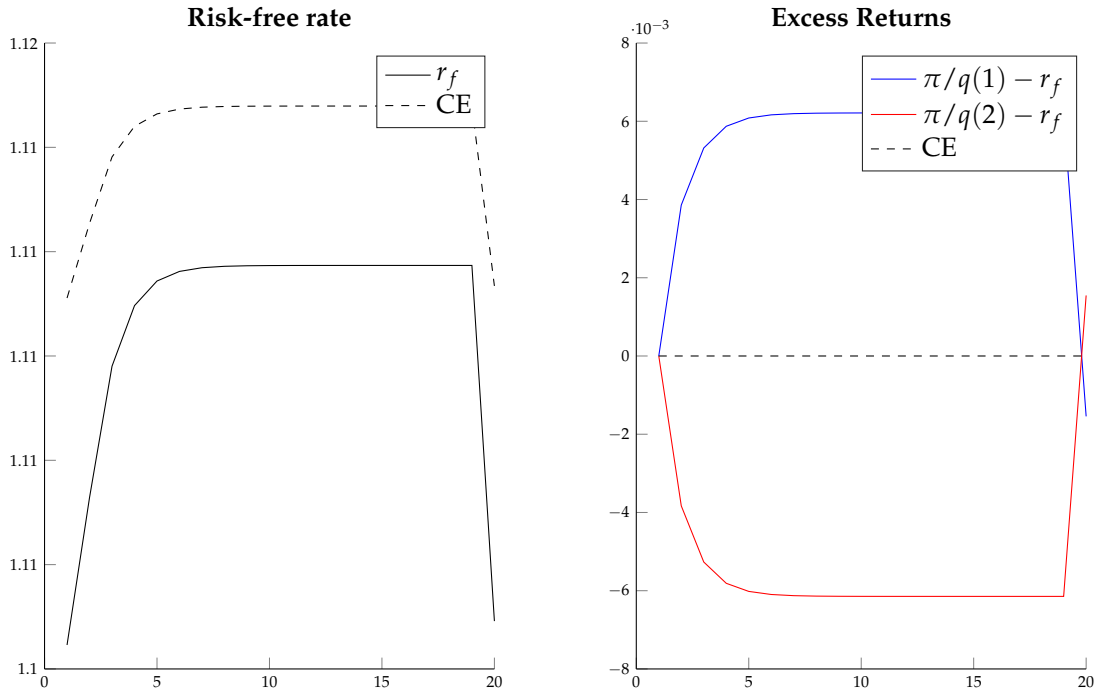 Risk-free rate
1.12
1.11
1.11
1.11
1.11
1.11
1.1
0 5 10 15 20
r_f
CE
Excess Returns
·10⁻³
8
6
4
2
0
−2
−4
−6
−8
0 5 10 15 20
π/q(1) − r_f
π/q(2) − r_f
CE